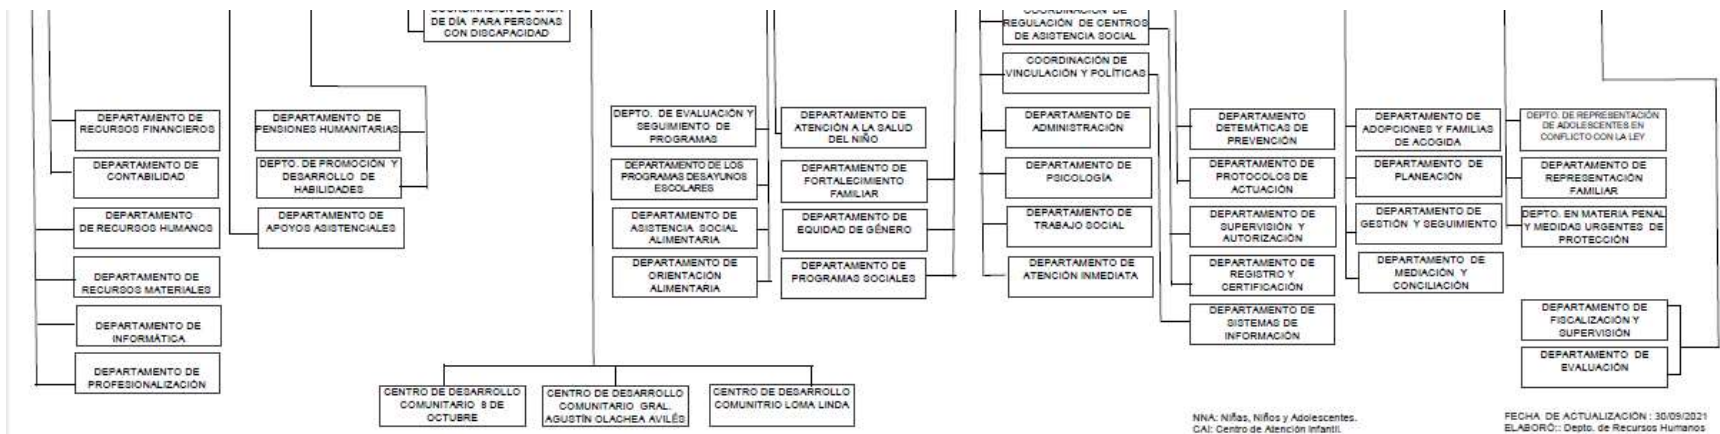 COORDINACIÓN DE CASA
DE DÍA PARA PERSONAS
CON DISCAPACIDAD
COORDINACIÓN DE
REGULACIÓN DE CENTROS
DE ASISTENCIA SOCIAL
COORDINACIÓN DE
VINCULACIÓN Y POLÍTICAS
DEPARTAMENTO DE
RECURSOS FINANCIEROS
DEPARTAMENTO DE
PENSIONES HUMANITARIAS
DEPTO. DE EVALUACIÓN Y
SEGUIMIENTO DE
PROGRAMAS
DEPARTAMENTO DE
ATENCIÓN A LA SALUD
DEL NIÑO
DEPARTAMENTO DE
ADMINISTRACIÓN
DEPARTAMENTO
DETEMÁTICAS DE
PREVENCIÓN
DEPARTAMENTO DE
ADOPCIONES Y FAMILIAS
DE ACOGIDA
DEPTO. DE REPRESENTACIÓN
DE ADOLESCENTES EN
CONFLICTO CON LA LEY
DEPARTAMENTO DE
CONTABILIDAD
DEPTO. DE PROMOCIÓN Y
DESARROLLO DE
HABILIDADES
DEPARTAMENTO DE LOS
PROGRAMAS DESAYUNOS
ESCOLARES
DEPARTAMENTO DE
FORTALECIMIENTO
FAMILIAR
DEPARTAMENTO DE
PSICOLOGÍA
DEPARTAMENTO DE
PROTOCOLOS DE
ACTUACIÓN
DEPARTAMENTO DE
PLANEACIÓN
DEPARTAMENTO DE
REPRESENTACIÓN
FAMILIAR
DEPARTAMENTO
DE RECURSOS HUMANOS
DEPARTAMENTO DE
APOYOS ASISTENCIALES
DEPARTAMENTO DE
ASISTENCIA SOCIAL
ALIMENTARIA
DEPARTAMENTO DE
EQUIDAD DE GÉNERO
DEPARTAMENTO DE
TRABAJO SOCIAL
DEPARTAMENTO DE
SUPERVISIÓN Y
AUTORIZACIÓN
DEPARTAMENTO DE
GESTIÓN Y SEGUIMIENTO
DEPTO. EN MATERIA PENAL
Y MEDIDAS URGENTES DE
PROTECCIÓN
DEPARTAMENTO DE
RECURSOS MATERIALES
DEPARTAMENTO DE
ORIENTACIÓN
ALIMENTARIA
DEPARTAMENTO DE
PROGRAMAS SOCIALES
DEPARTAMENTO DE
ATENCIÓN INMEDIATA
DEPARTAMENTO DE
REGISTRO Y
CERTIFICACIÓN
DEPARTAMENTO DE
MEDIACIÓN Y
CONCILIACIÓN
DEPARTAMENTO DE
INFORMÁTICA
DEPARTAMENTO DE
SISTEMAS DE
INFORMACIÓN
DEPARTAMENTO DE
FISCALIZACIÓN Y
SUPERVISIÓN
DEPARTAMENTO DE
PROFESIONALIZACIÓN
DEPARTAMENTO DE
EVALUACIÓN
CENTRO DE DESARROLLO
COMUNITARIO 8 DE
OCTUBRE
CENTRO DE DESARROLLO
COMUNITARIO GRAL.
AGUSTÍN OLACHEA AVILÉS
CENTRO DE DESARROLLO
COMUNITRIO LOMA LINDA
NNA: Niñas, Niños y Adolescentes.
CAI: Centro de Atención Infantil.
FECHA DE ACTUALIZACIÓN : 30/09/2021
ELABORÓ:: Depto. de Recursos Humanos